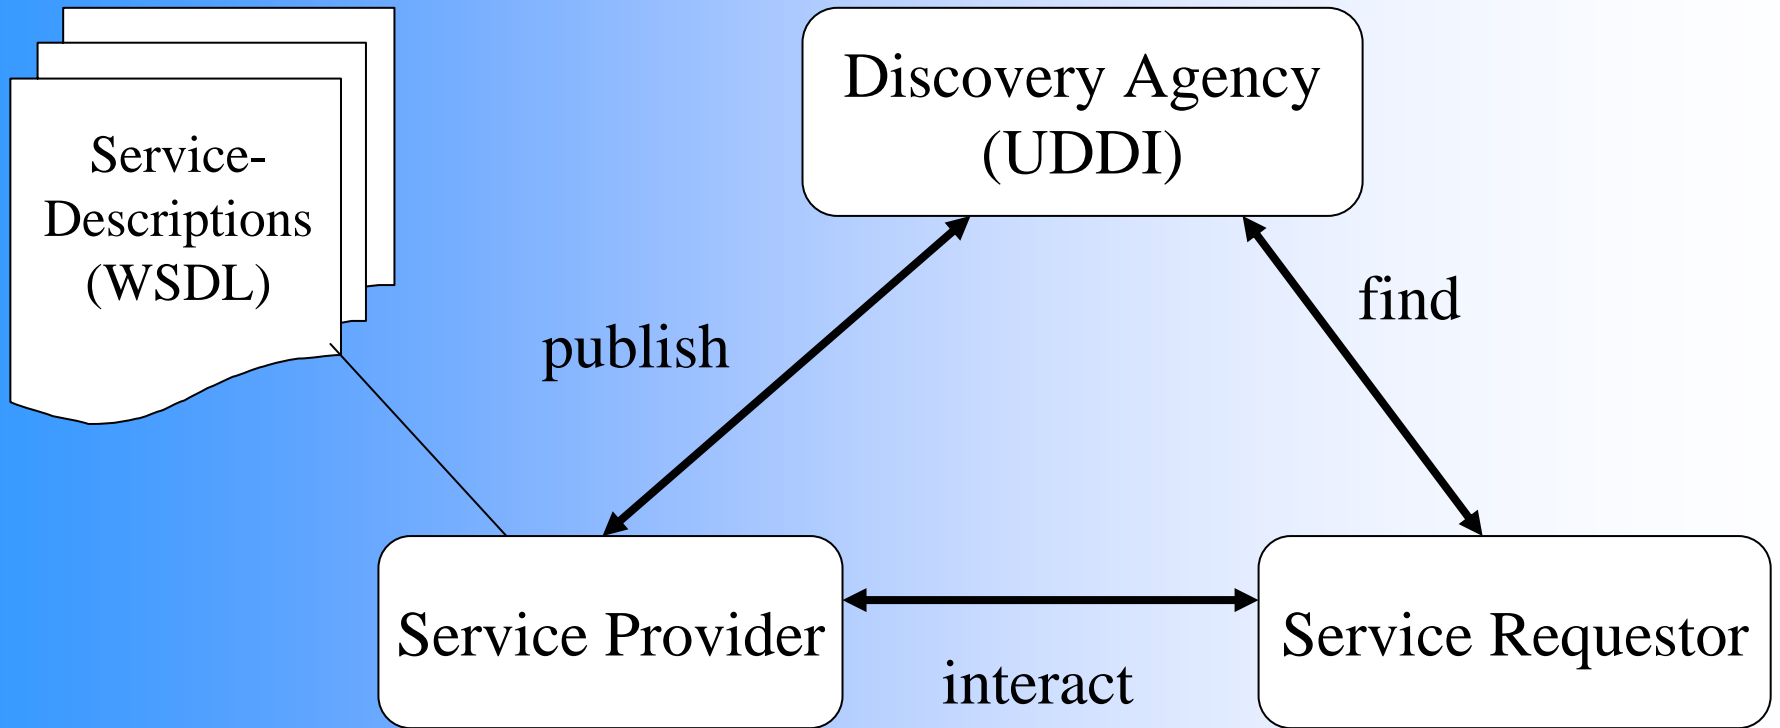 Service-
Descriptions
(WSDL)
Discovery Agency
(UDDI)
publish
find
Service Provider
interact
Service Requestor